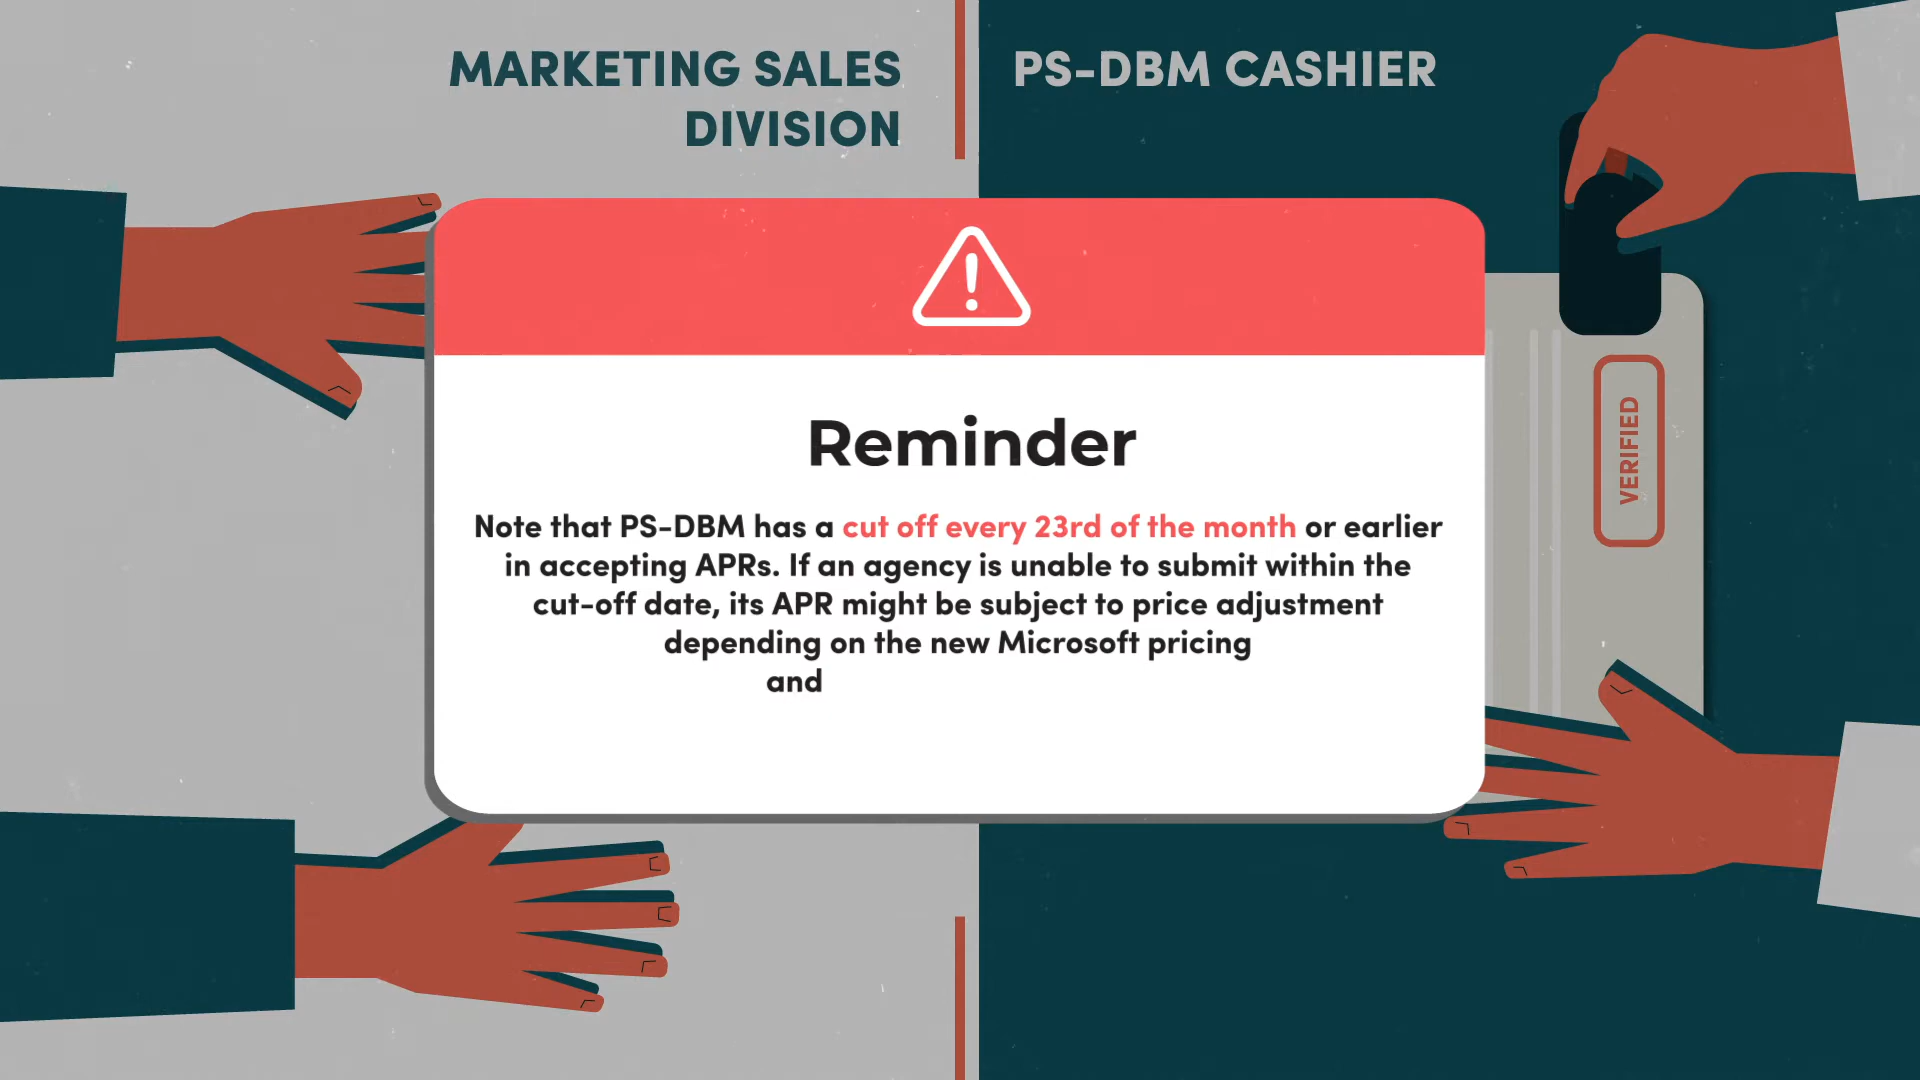 MARKETING SALES
DIVISION
PS-DBM CASHIER
Reminder
Note that PS-DBM has a cut off every 23rd of the month or earlier
in accepting APRs. If an agency is unable to submit within the
cut-off date, its APR might be subject to price adjustment
depending on the new Microsoft pricing
and
VERIFIED